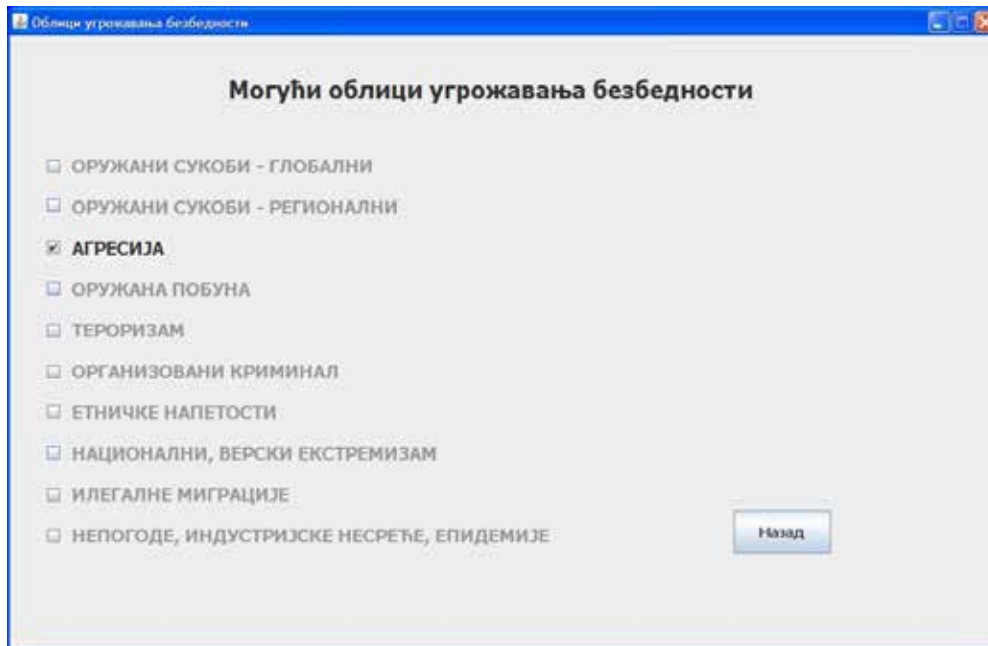 Облици угрожавања безбедности
Могући облици угрожавања безбедности
ОРУЖАНИ СУКОБИ - ГЛОБАЛНИ
ОРУЖАНИ СУКОБИ - РЕГИОНАЛНИ
АГРЕСИЈА
ОРУЖАНА ПОБУНА
ТЕРОРИЗАМ
ОРГАНИЗОВАНИ КРИМИНАЛ
ЕТНИЧКЕ НАПЕТОСТИ
НАЦИОНАЛНИ, ВЕРСКИ ЕКСТРЕМИЗАМ
ИЛЕГАЛНЕ МИГРАЦИЈЕ
НЕПОГОДЕ, ИНДУСТРИЈСКЕ НЕСРЕЋЕ, ЕПИДЕМИЈЕ
Назад